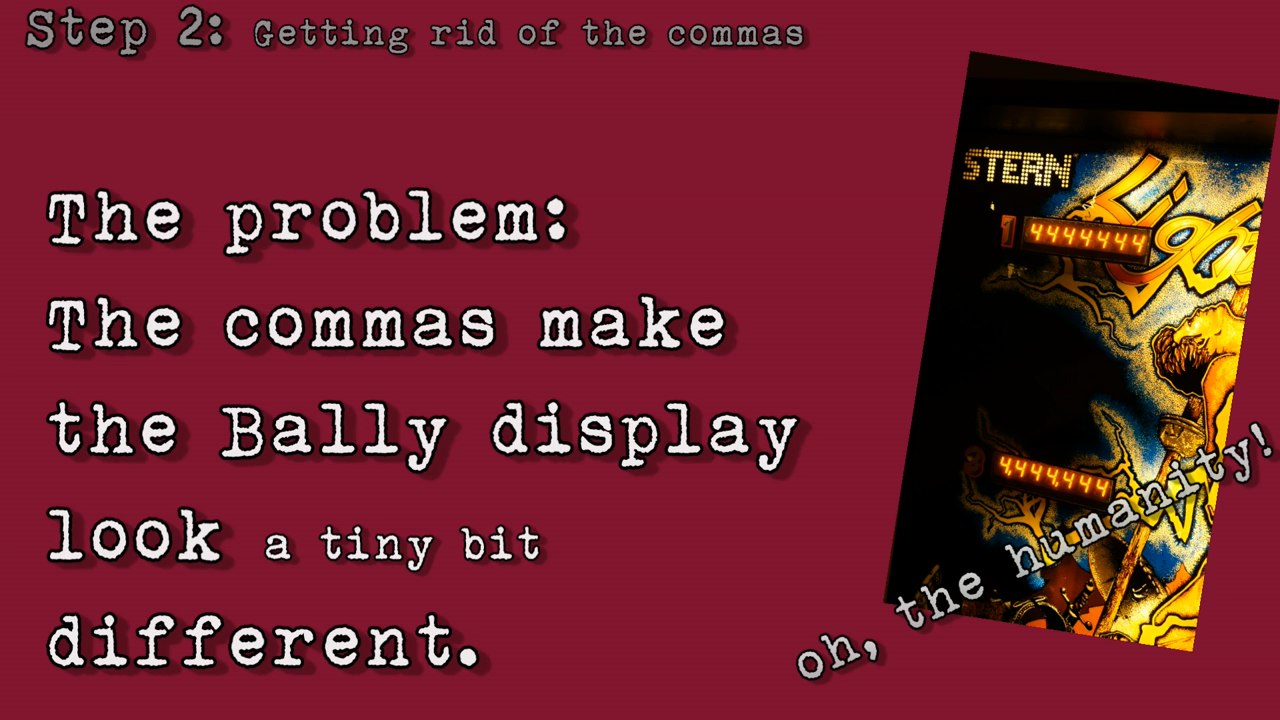 Step 2: Getting rid of the commas
The problem:
The commas make
the Bally display
look a tiny bit
different.
STERN
1 4444444
Ligh
4,444,444
oh, the humanity!